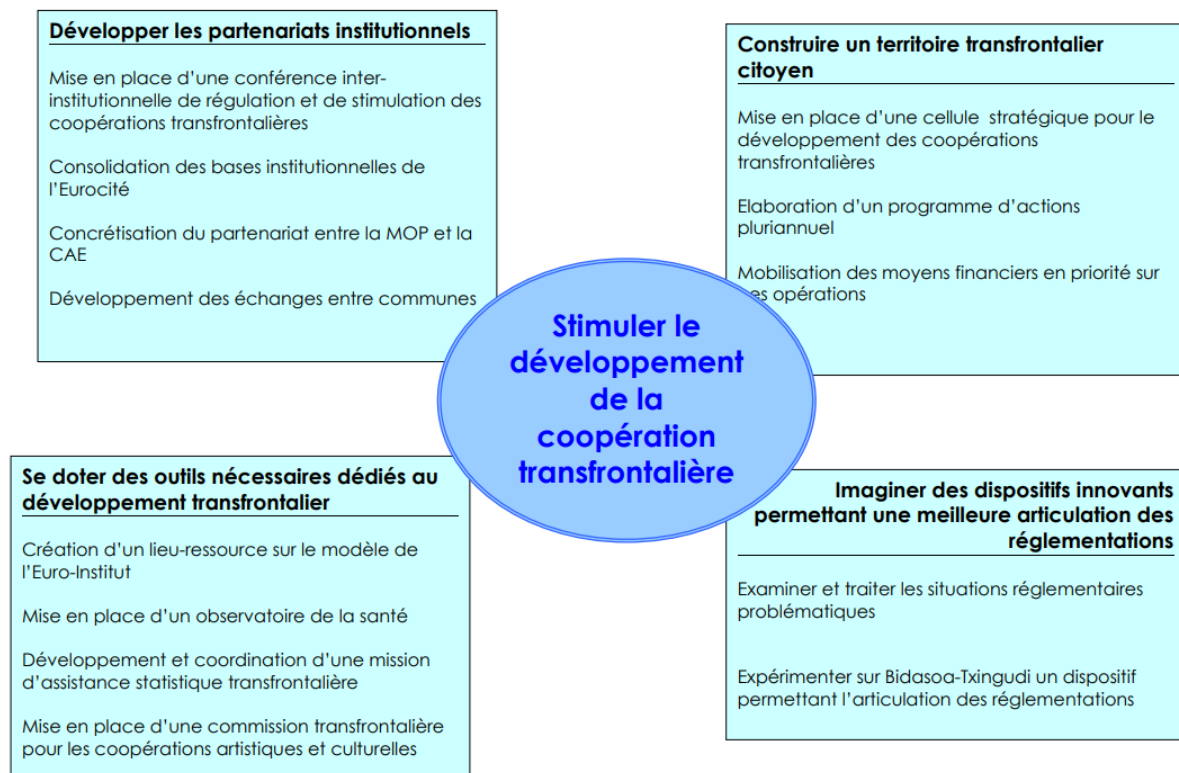 Développer les partenariats institutionnels
Mise en place d’une conférence inter-
institutionnelle de régulation et de stimulation des
coopérations transfrontalières
Consolidation des bases institutionnelles de
l’Eurocité
Concrétisation du partenariat entre la MOP et la
CAE
Développement des échanges entre communes
Construire un territoire transfrontalier
citoyen
Mise en place d’une cellule stratégique pour le
développement des coopérations
transfrontalières
Elaboration d’un programme d’actions
pluriannuel
Mobilisation des moyens financiers en priorité sur
opérations
Stimuler le
développement
de la
coopération
transfrontalière
Se doter des outils nécessaires dédiés au
développement transfrontalier
Création d’un lieu-ressource sur le modèle de
l’Euro-Institut
Mise en place d’un observatoire de la santé
Développement et coordination d’une mission
d’assistance statistique transfrontalière
Mise en place d’une commission transfrontalière
pour les coopérations artistiques et culturelles
Imaginer des dispositifs innovants
permettant une meilleure articulation des
réglementations
Examiner et traiter les situations réglementaires
problématiques
Expérimenter sur Bidasoa-Txingudi un dispositif
permettant l’articulation des réglementations